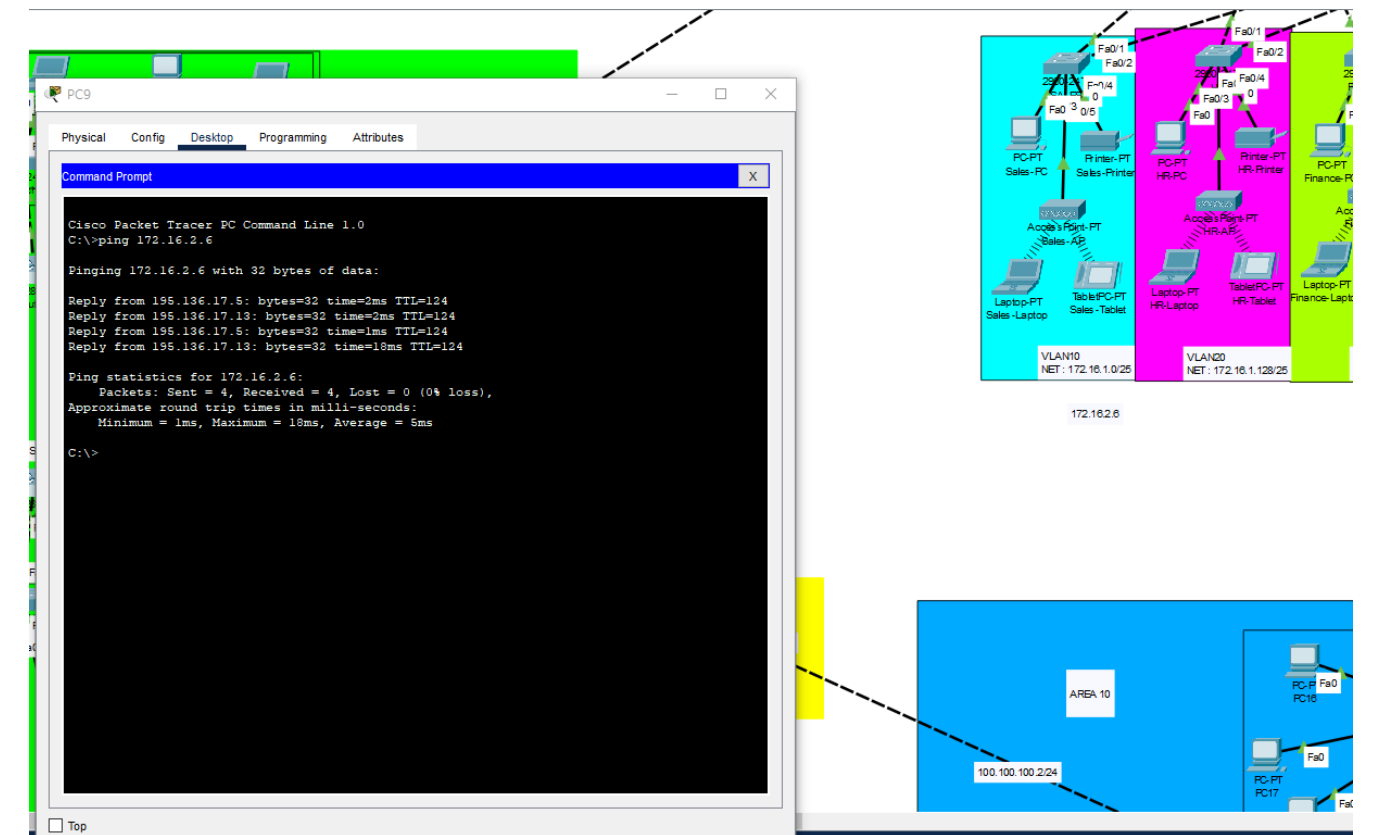 PC9
Physical Config Desktop Programming Attributes
Command Prompt
X
Cisco Packet Tracer PC Command Line 1.0
C:\>ping 172.16.2.6
Pinging 172.16.2.6 with 32 bytes of data:
Reply from 195.136.17.5: bytes=32 time=2ms TTL=124
Reply from 195.136.17.13: bytes=32 time=2ms TTL=124
Reply from 195.136.17.5: bytes=32 time=1ms TTL=124
Reply from 195.136.17.13: bytes=32 time=18ms TTL=124
Ping statistics for 172.16.2.6:
Packets: Sent = 4, Received = 4, Lost = 0 (0% loss),
Approximate round trip times in milli-seconds:
Minimum = 1ms, Maximum = 18ms, Average = 5ms
C:\>
Top
Fa0/1
Fa0/2
Fa0
3
0/5
0
PC-PT
Sales-PC
Printer-PT
Sales-Printer
Sales-AP
Laptop-PT
Sales-Laptop
TabletPC-PT
Sales-Tablet
VLAN10
NET : 172.16.1.0/25
Fa0/1
Fa0/2
Fa0/4
0
Fa0/3
Fa0
PC-PT
HR-PC
Printer-PT
HR-Printer
HR-AP
Laptop-PT
HR-Laptop
TabletPC-PT
HR-Tablet
VLAN20
NET : 172.16.1.128/25
PC-PT
Laptop-PT
172.16.2.6
AREA 10
100.100.100.2/24
Fa0
PC16
Fa0
PC-PT
PC17